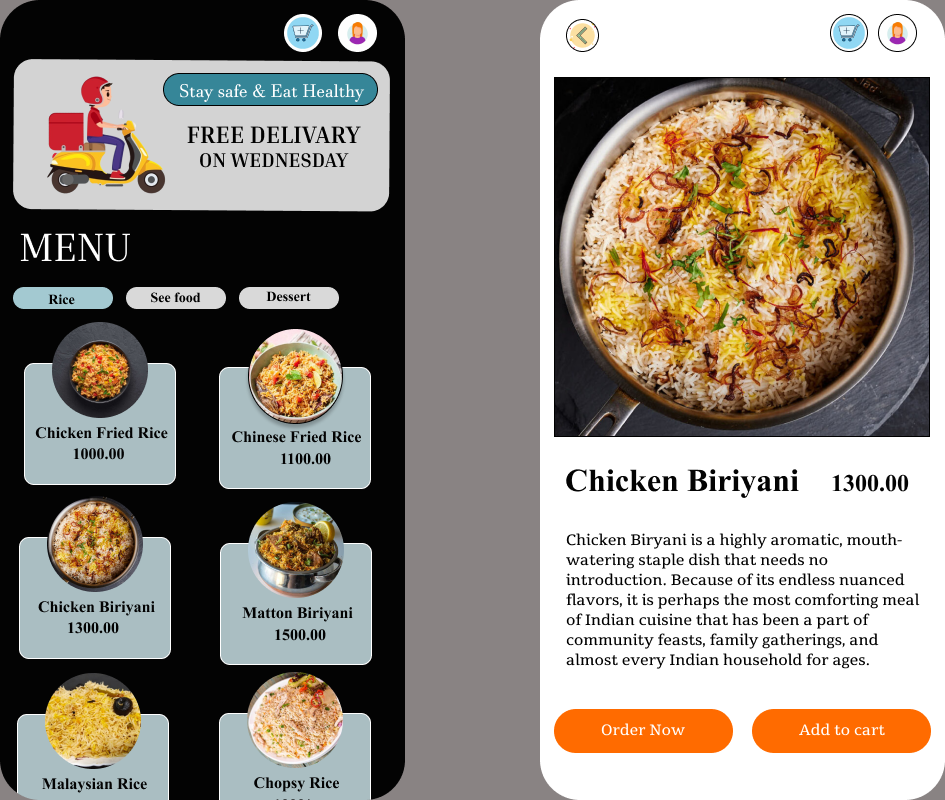 Stay safe & Eat Healthy
FREE DELIVARY
ON WEDNESDAY
MENU
Rice
See food
Dessert
Chicken Fried Rice
1000.00
Chinese Fried Rice
1100.00
Chicken Biriyani
1300.00
Matton Biriyani
1500.00
Malaysian Rice
Chopsy Rice
Chicken Biriyani 1300.00
Chicken Biryani is a highly aromatic, mouth-
watering staple dish that needs no
introduction. Because of its endless nuanced
flavors, it is perhaps the most comforting meal
of Indian cuisine that has been a part of
community feasts, family gatherings, and
almost every Indian household for ages.
Order Now
Add to cart